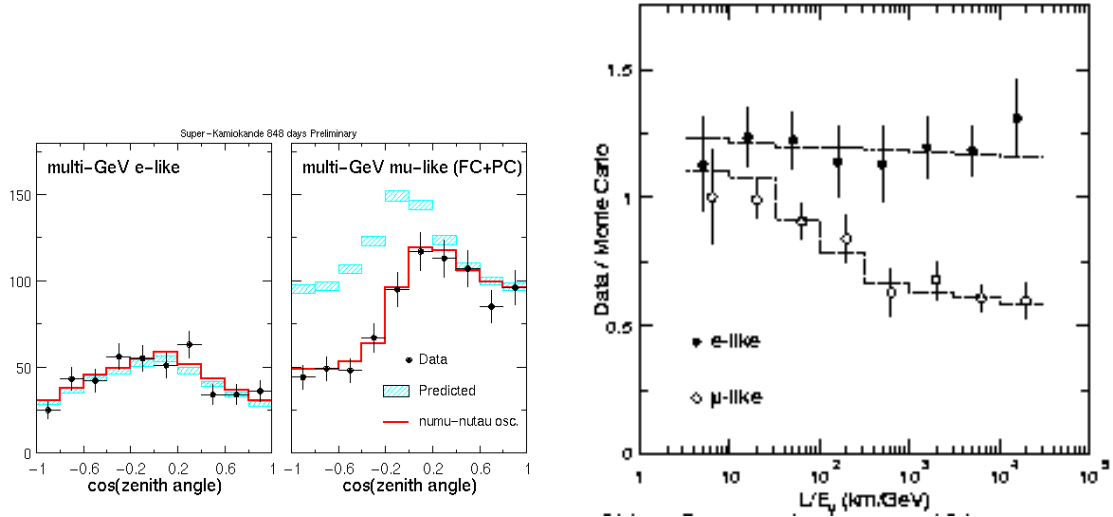 Super-Kamiokande 848 days Preliminary
multi-GeV e-like
multi-GeV mu-like (FC+PC)
150
100
50
0
Data
Predicted
numu-nutau osc.
-1 -0.6 -0.2 0.2 0.6 1
-1 -0.6 -0.2 0.2 0.6 1
cos(zenith angle)
cos(zenith angle)
Data / Monte Carlo
1.5
1
0.5
0
e-like
μ-like
1 10 10² 10³ 10⁴ 10⁵
L/Eν (km/GeV)